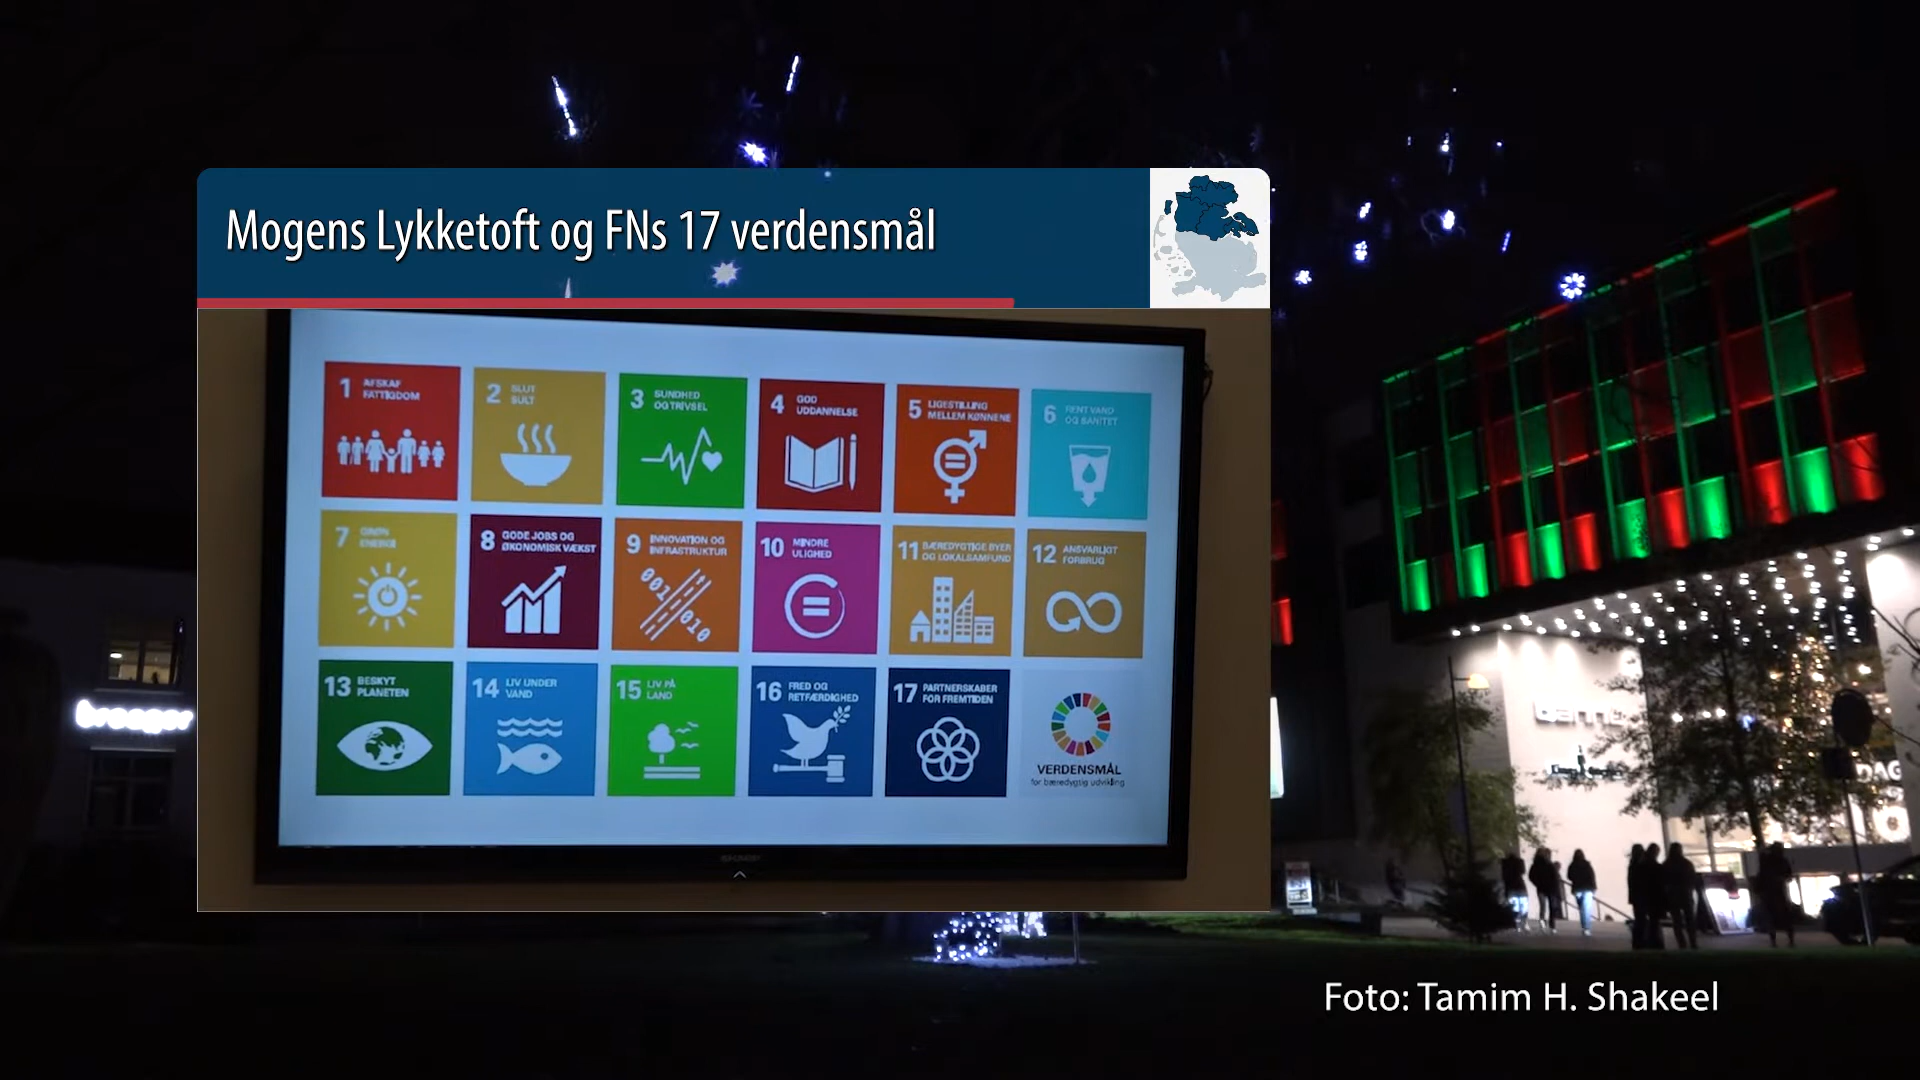 Mogens Lykketoft og FNs 17 verdensmål
1 AFSKAF
FATTIGDOM
2 SLUT
SULT
3 SUNDHED
OG TRIVSEL
4 GOD
UDDANNELSE
5 LIGESTILLING
MELLEM KØNNENE
6 RENT VAND
OG SANITET
7 GRØN
ENERGI
8 GODE JOBS OG
ØKONOMISK VÆKST
9 INNOVATION OG
INFRASTRUKTUR
10 MINDRE
ULIGHED
11 BÆREDYGTIGE BYER
OG LOKALSAMFUND
12 ANSVARLIGT
FORBRUG
13 BESKYT
PLANETEN
14 LIV UNDER
VAND
15 LIV PÅ
LAND
16 FRED OG
RETFÆRDIGHED
17 PARTNERSKABER
FOR FREMTIDEN
VERDENSMÅL
for bæredygtig udvikling
Foto: Tamim H. Shakeel